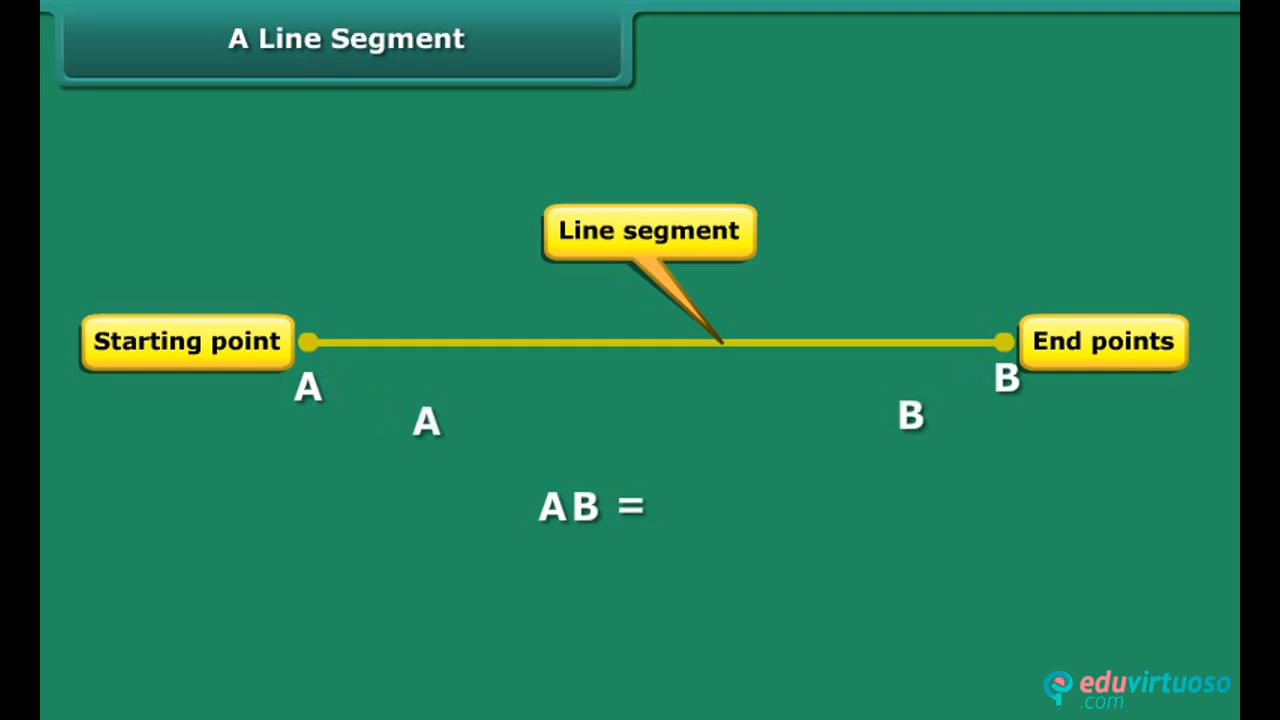 A Line Segment
Line segment
Starting point
End points
A
B
A
B
AB =
eduvirtuoso
.com